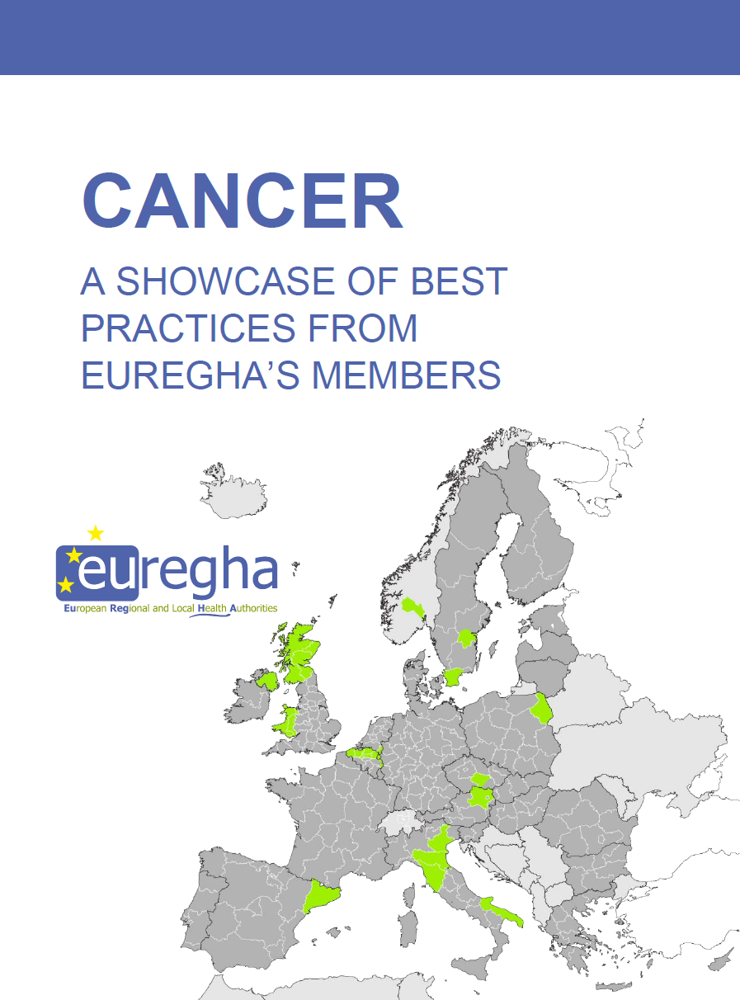 CANCER
A SHOWCASE OF BEST
PRACTICES FROM
EUREGHA’S MEMBERS
euregha
European Regional and Local Health Authorities